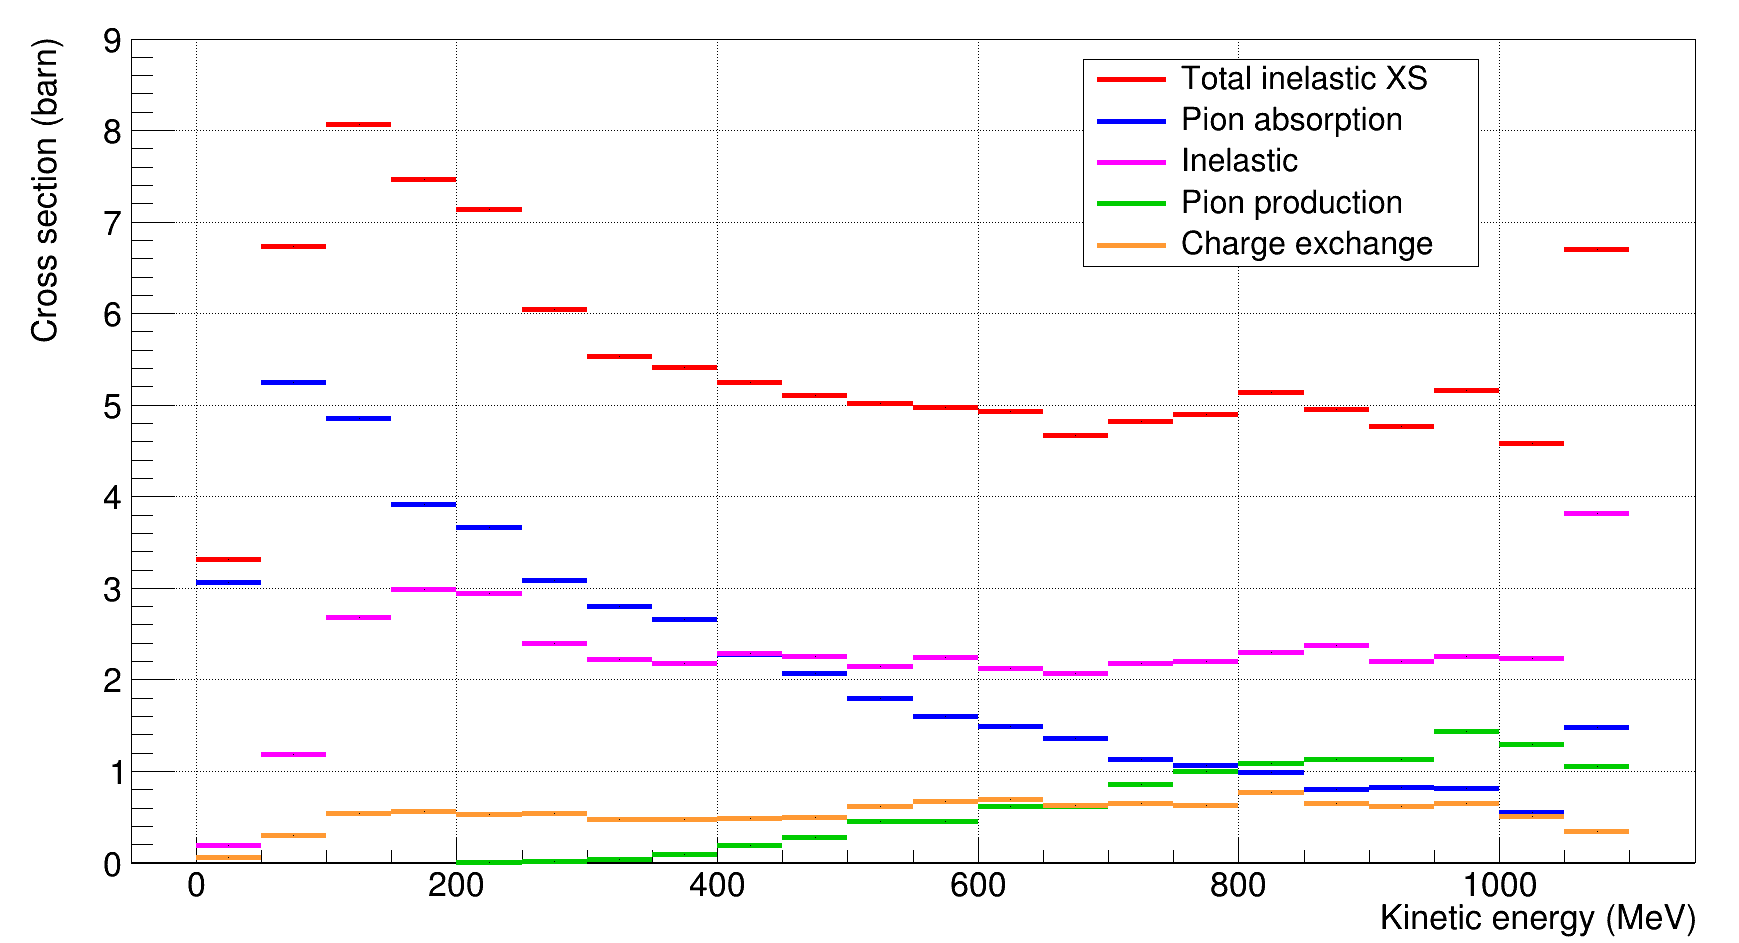 Cross section (barn)
9
8
7
6
5
4
3
2
1
0
Total inelastic XS
Pion absorption
Inelastic
Pion production
Charge exchange
0 200 400 600 800 1000
Kinetic energy (MeV)